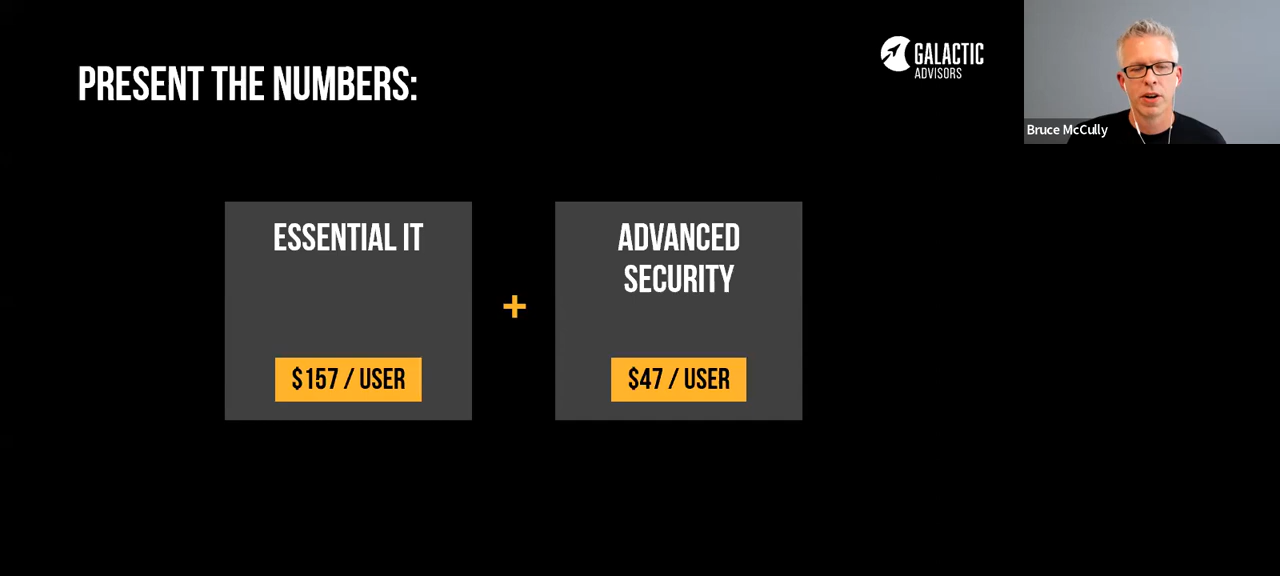 PRESENT THE NUMBERS:
GALACTIC
ADVISORS
Bruce McCully
ESSENTIAL IT
ADVANCED
SECURITY
+
$157 / USER
$47 / USER